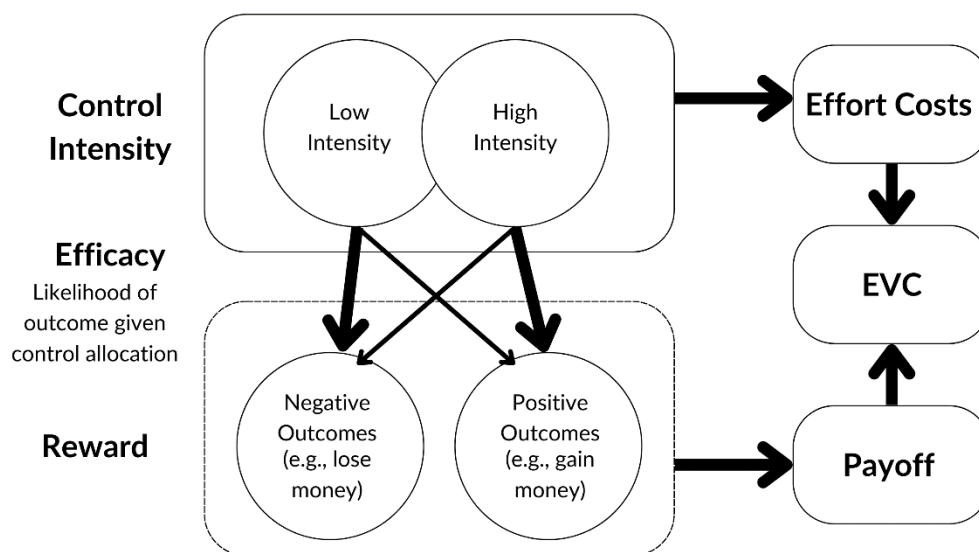 Control
Intensity
Low
Intensity
High
Intensity
Effort Costs
Efficacy
Likelihood of
outcome given
control allocation
EVC
Reward
Negative
Outcomes
(e.g., lose
money)
Positive
Outcomes
(e.g., gain
money)
Payoff